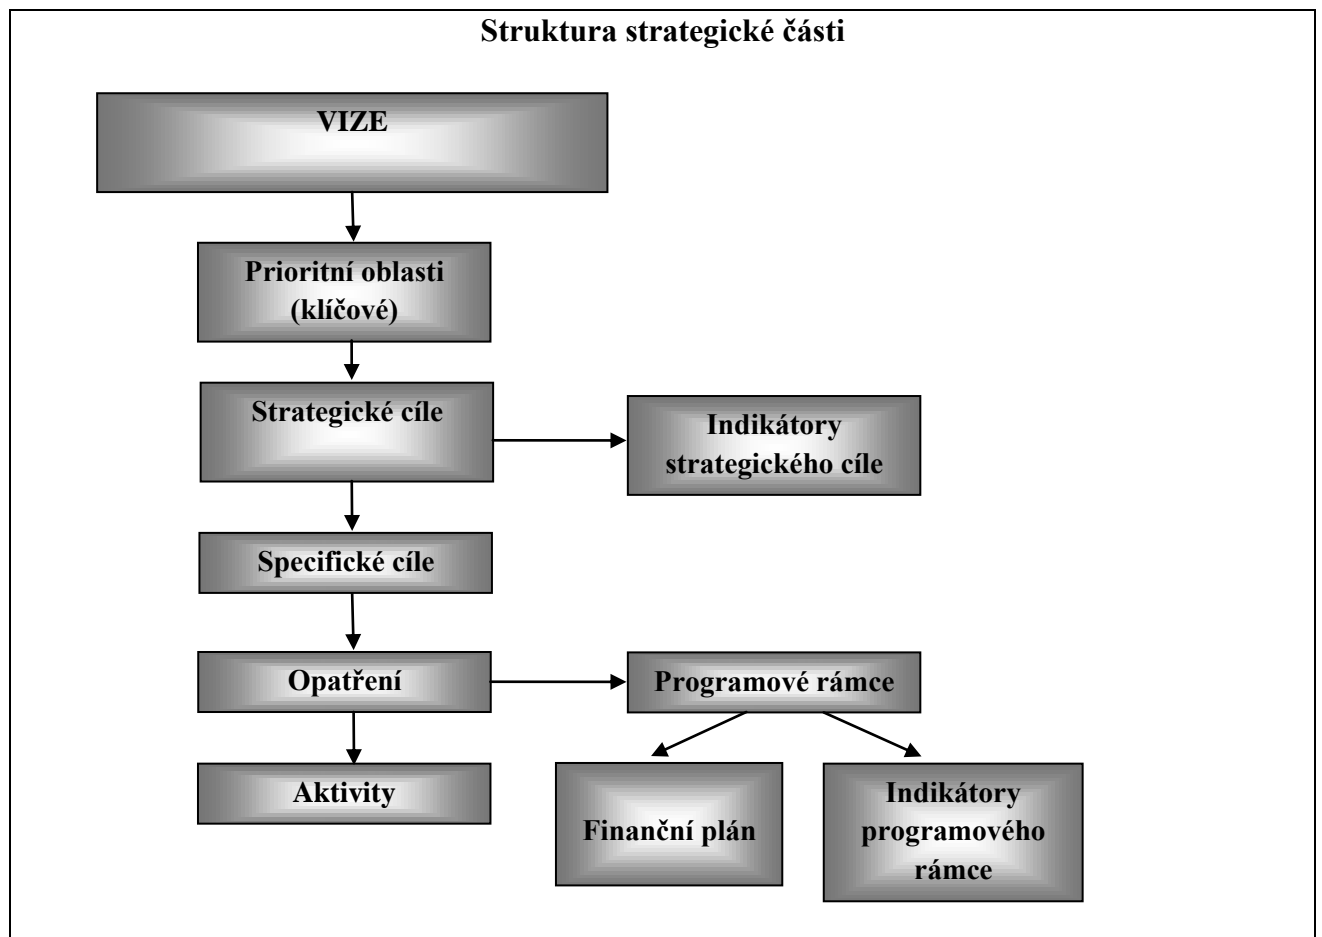 Struktura strategické části
VIZE
Prioritní oblasti
(klíčové)
Strategické cíle
Indikátory
strategického cíle
Specifické cíle
Opatření
Programové rámce
Aktivity
Finanční plán
Indikátory
programového
rámce